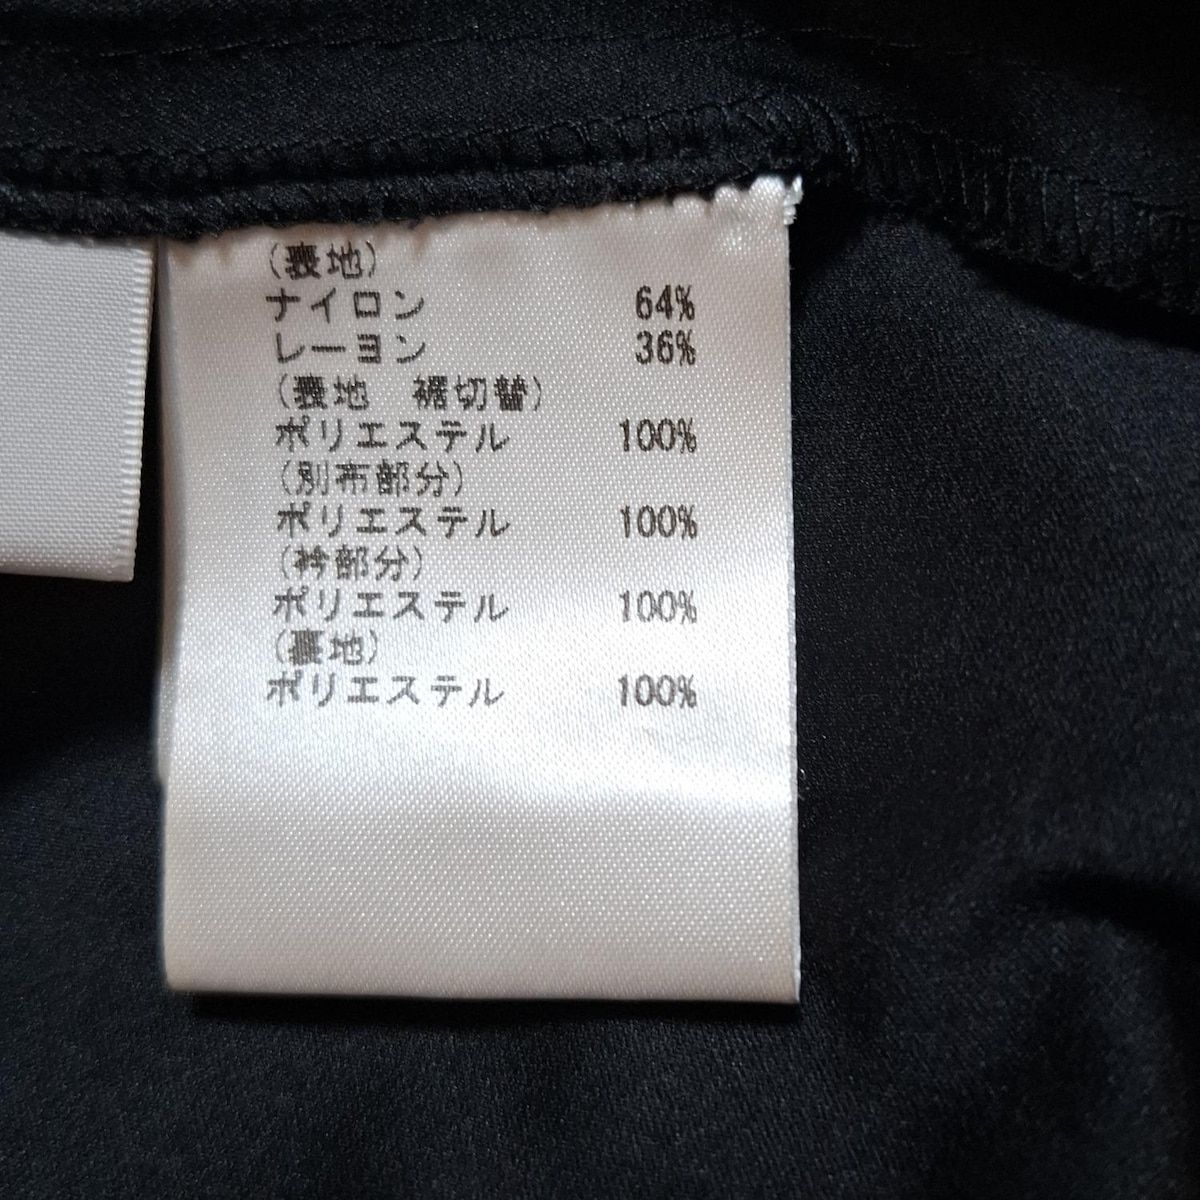 (表地)
ナイロン 64%
レーヨン 36%
(表地 裾切替)
ポリエステル 100%
(別布部分)
ポリエステル 100%
(衿部分)
ポリエステル 100%
(裏地)
ポリエステル 100%